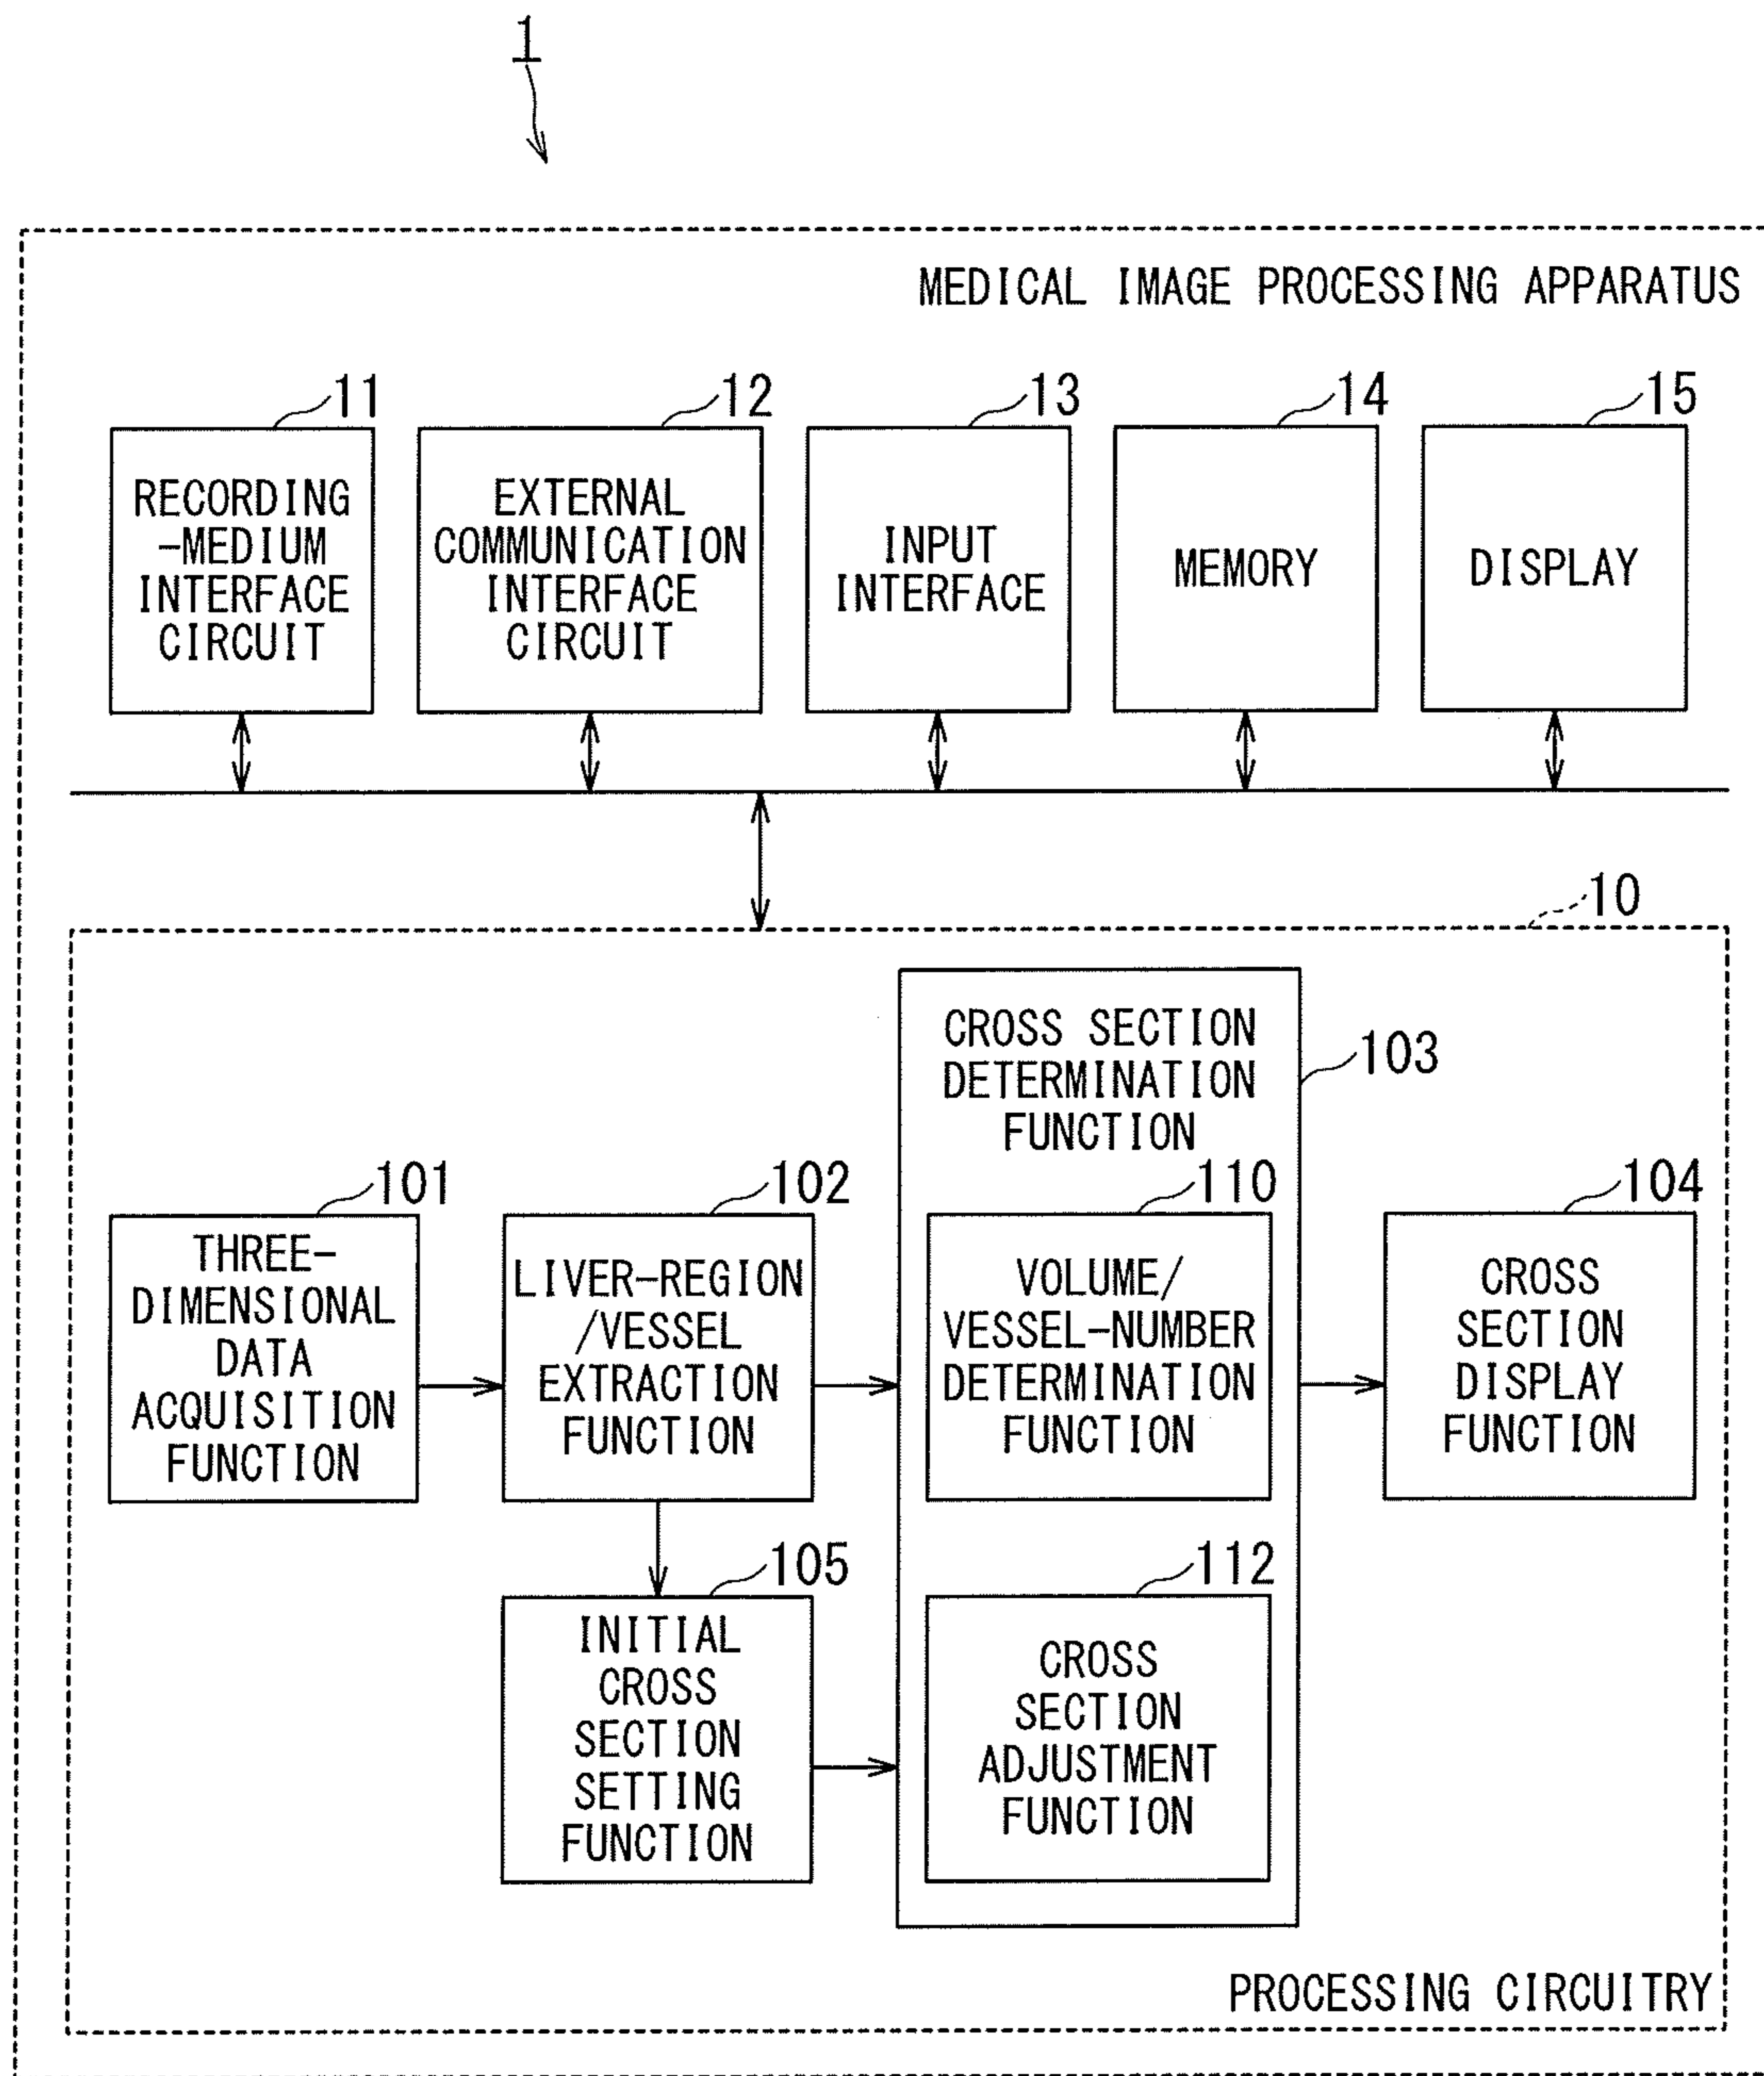 1
MEDICAL IMAGE PROCESSING APPARATUS
11
RECORDING
-MEDIUM
INTERFACE
CIRCUIT
12
EXTERNAL
COMMUNICATION
INTERFACE
CIRCUIT
13
INPUT
INTERFACE
14
MEMORY
15
DISPLAY
10
CROSS SECTION
DETERMINATION
FUNCTION
103
101
THREE-
DIMENSIONAL
DATA
ACQUISITION
FUNCTION
102
LIVER-REGION
/VESSEL
EXTRACTION
FUNCTION
110
VOLUME/
VESSEL-NUMBER
DETERMINATION
FUNCTION
104
CROSS
SECTION
DISPLAY
FUNCTION
105
INITIAL
CROSS
SECTION
SETTING
FUNCTION
112
CROSS
SECTION
ADJUSTMENT
FUNCTION
PROCESSING CIRCUITRY